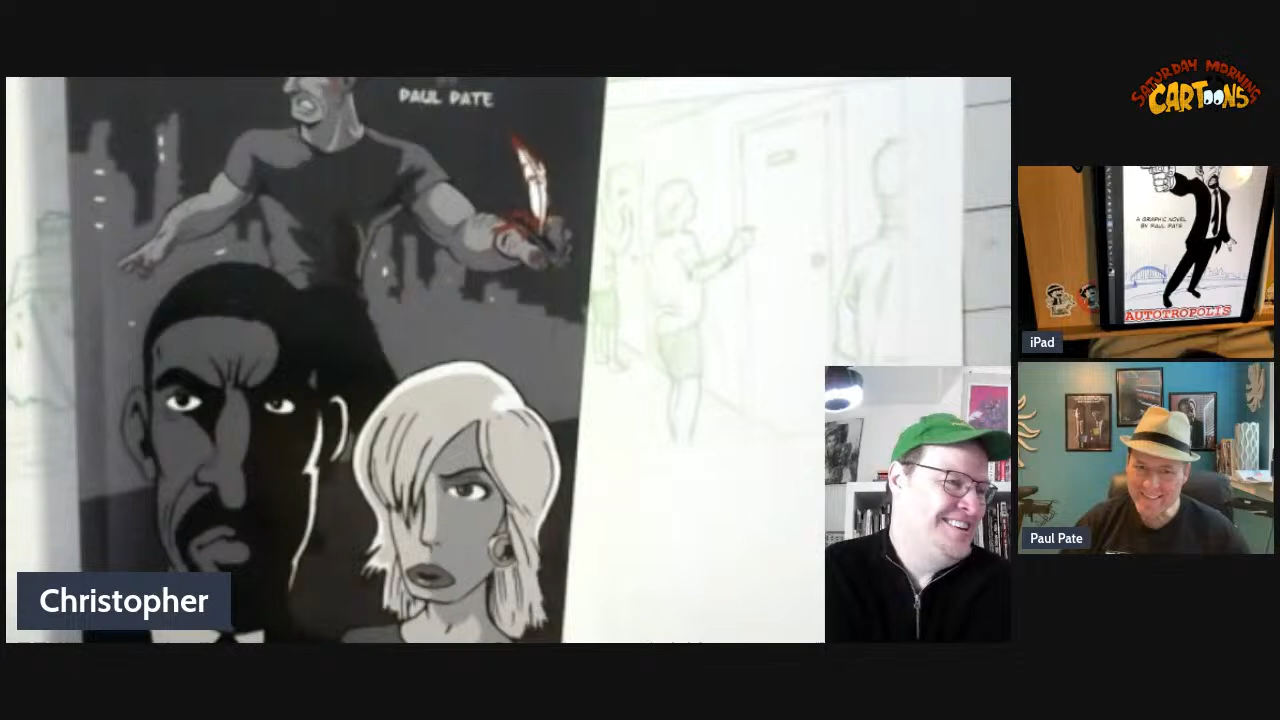 PAUL PATE
SATURDAY MORNING
CARTOONS
A GRAPHIC NOVEL
BY PAUL PATE
AUTOTROPOLIS
iPad
Paul Pate
Christopher